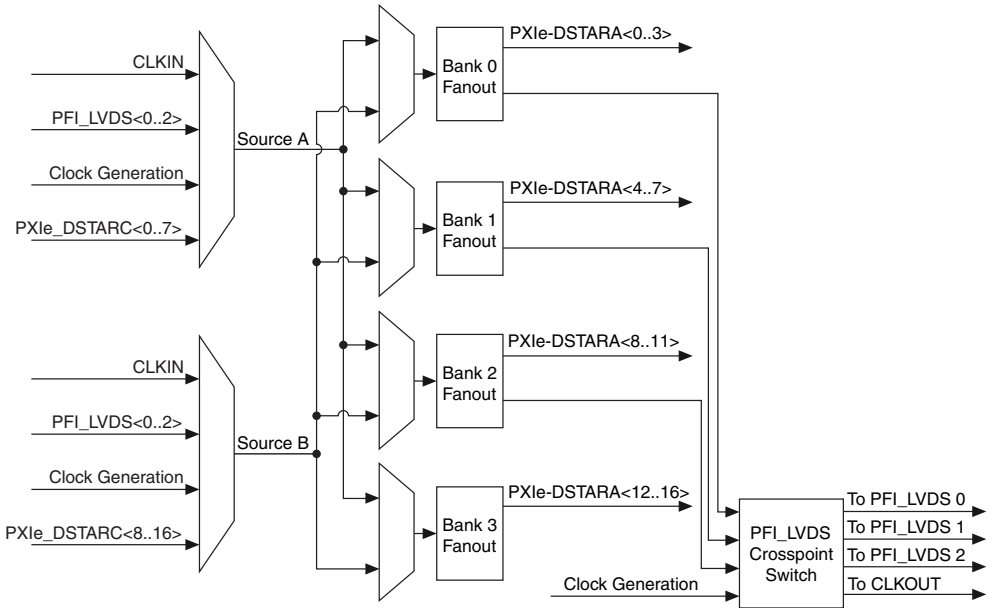 CLKIN
PFI_LVDS<0..2>
Clock Generation
PXIe_DSTARC<0..7>
Source A
CLKIN
PFI_LVDS<0..2>
Clock Generation
PXIe_DSTARC<8..16>
Source B
Bank 0
Fanout
PXIe-DSTARA<0..3>
Bank 1
Fanout
PXIe-DSTARA<4..7>
Bank 2
Fanout
PXIe-DSTARA<8..11>
Bank 3
Fanout
PXIe-DSTARA<12..16>
Clock Generation
PFI_LVDS
Crosspoint
Switch
To PFI_LVDS 0
To PFI_LVDS 1
To PFI_LVDS 2
To CLKOUT